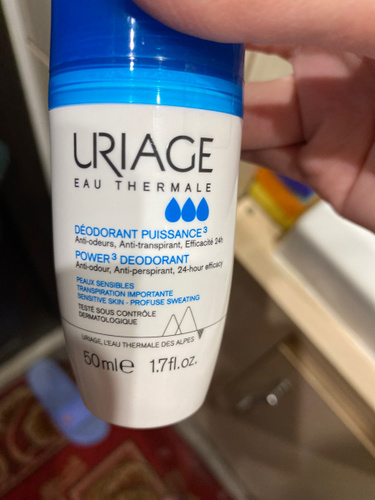 URIAGE
EAU THERMALE
DÉODORANT PUISSANCE³
Anti-odeurs, Anti-transpirant, Efficacité 24h
POWER³ DEODORANT
Anti-odour, Anti-perspirant, 24-hour efficacy
PEAUX SENSIBLES
TRANSPIRATION IMPORTANTE
SENSITIVE SKIN - PROFUSE SWEATING
TESTÉ SOUS CONTRÔLE
DERMATOLOGIQUE
URIAGE, L'EAU THERMALE DES ALPES
50ml℮ 1.7fl.oz.